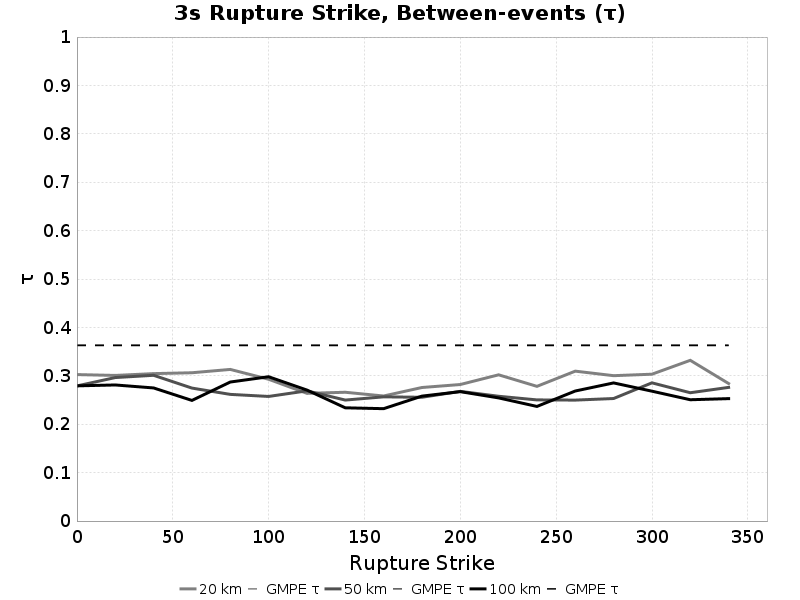 3s Rupture Strike, Between-events (τ)
1
0.9
0.8
0.7
0.6
0.5
0.4
0.3
0.2
0.1
0
τ
0 50 100 150 200 250 300 350
Rupture Strike
20 km GMPE τ 50 km GMPE τ 100 km GMPE τ